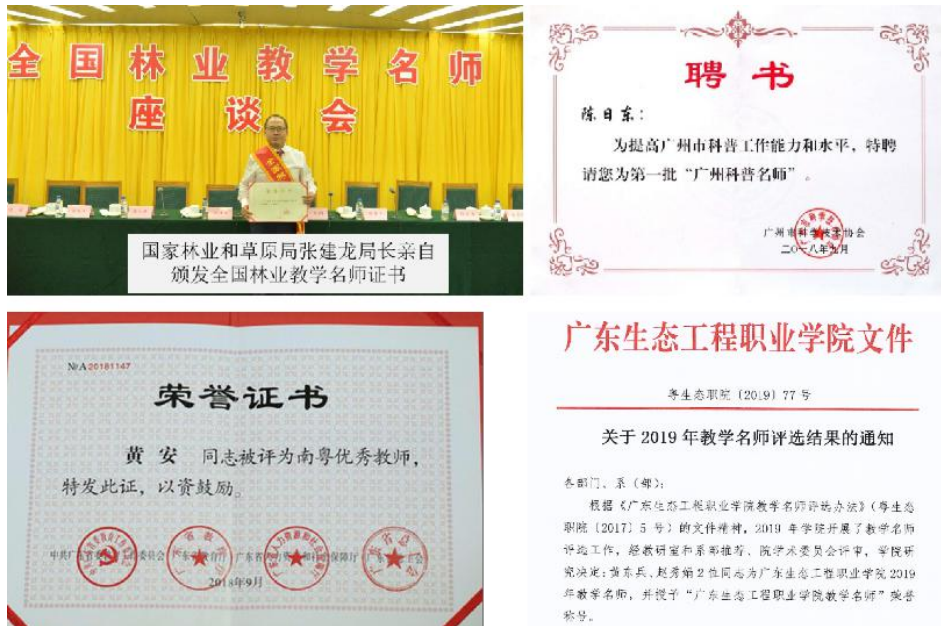 全国林业教学名师
座谈会
国家林业和草原局张建龙局长亲自
颁发全国林业教学名师证书
聘书
陈日东：
为提高广州市科普工作能力和水平，特聘
请您为第一批“广州科普名师”。
广州市科学技术协会
二〇一八年九月
№A20181147
荣誉证书
黄安 同志被评为南粤优秀教师，
特发此证，以资鼓励。
2018年9月
广东生态工程职业学院文件
粤生态职院〔2019〕77号
关于2019年教学名师评选结果的通知
各部门、系（部）：
根据《广东生态工程职业学院教学名师评选办法》（粤生态
职院〔2017〕5号）的文件精神，2019年学院开展了教学名师
评选工作，经教研室和系部推荐、院学术委员会评审，学院研
究决定：黄东兵、赵秀娟2位同志为广东生态工程职业学院2019
年教学名师，并授予“广东生态工程职业学院教学名师”荣誉
称号。